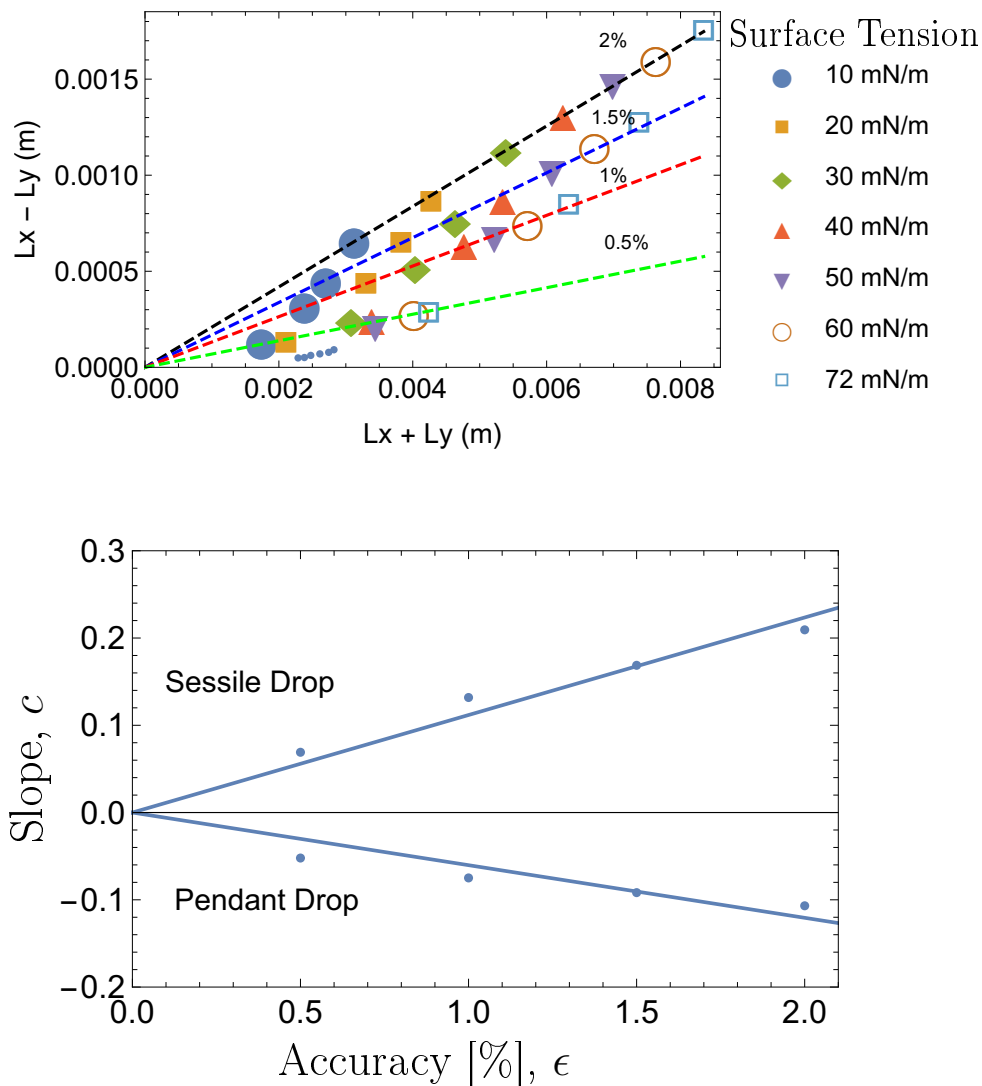 Surface Tension
10 mN/m
20 mN/m
30 mN/m
40 mN/m
50 mN/m
60 mN/m
72 mN/m
2%
1.5%
1%
0.5%
Lx − Ly (m)
0.0015
0.0010
0.0005
0.0000
0.000 0.002 0.004 0.006 0.008
Lx + Ly (m)
Slope, c
0.3
0.2
0.1
0.0
−0.1
−0.2
Sessile Drop
Pendant Drop
0.0 0.5 1.0 1.5 2.0
Accuracy [%], ϵ